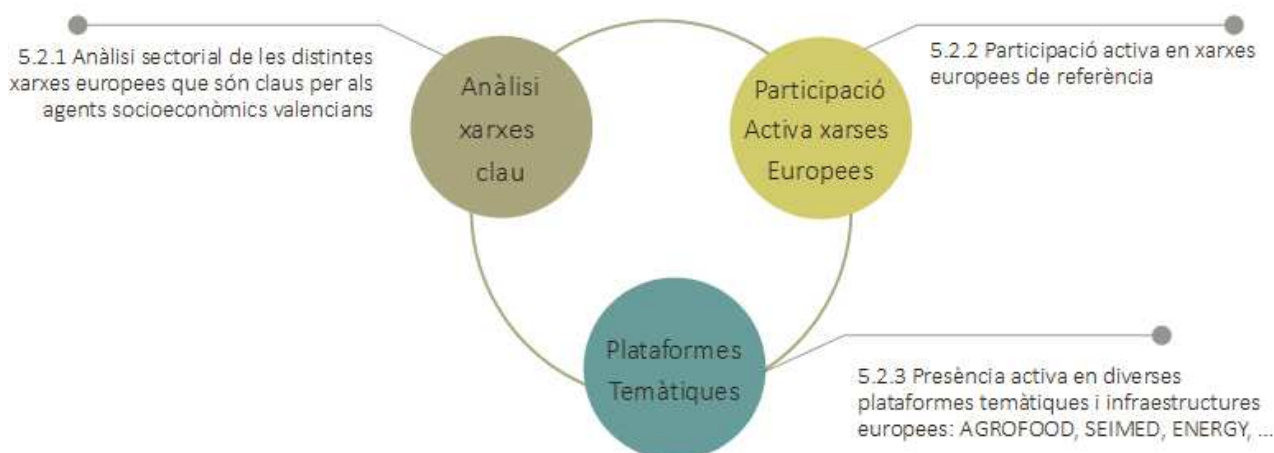 5.2.1 Anàlisi sectorial de les distintes
xarxes europees que són claus per als
agents socioeconòmics valencians
Anàlisi
xarxes
clau
Participació
Activa xarses
Europees
5.2.2 Participació activa en xarxes
europees de referència
Plataformes
Temàtiques
5.2.3 Presència activa en diverses
plataformes temàtiques i infraestructures
europees: AGROFOOD, SEIMED, ENERGY, ...